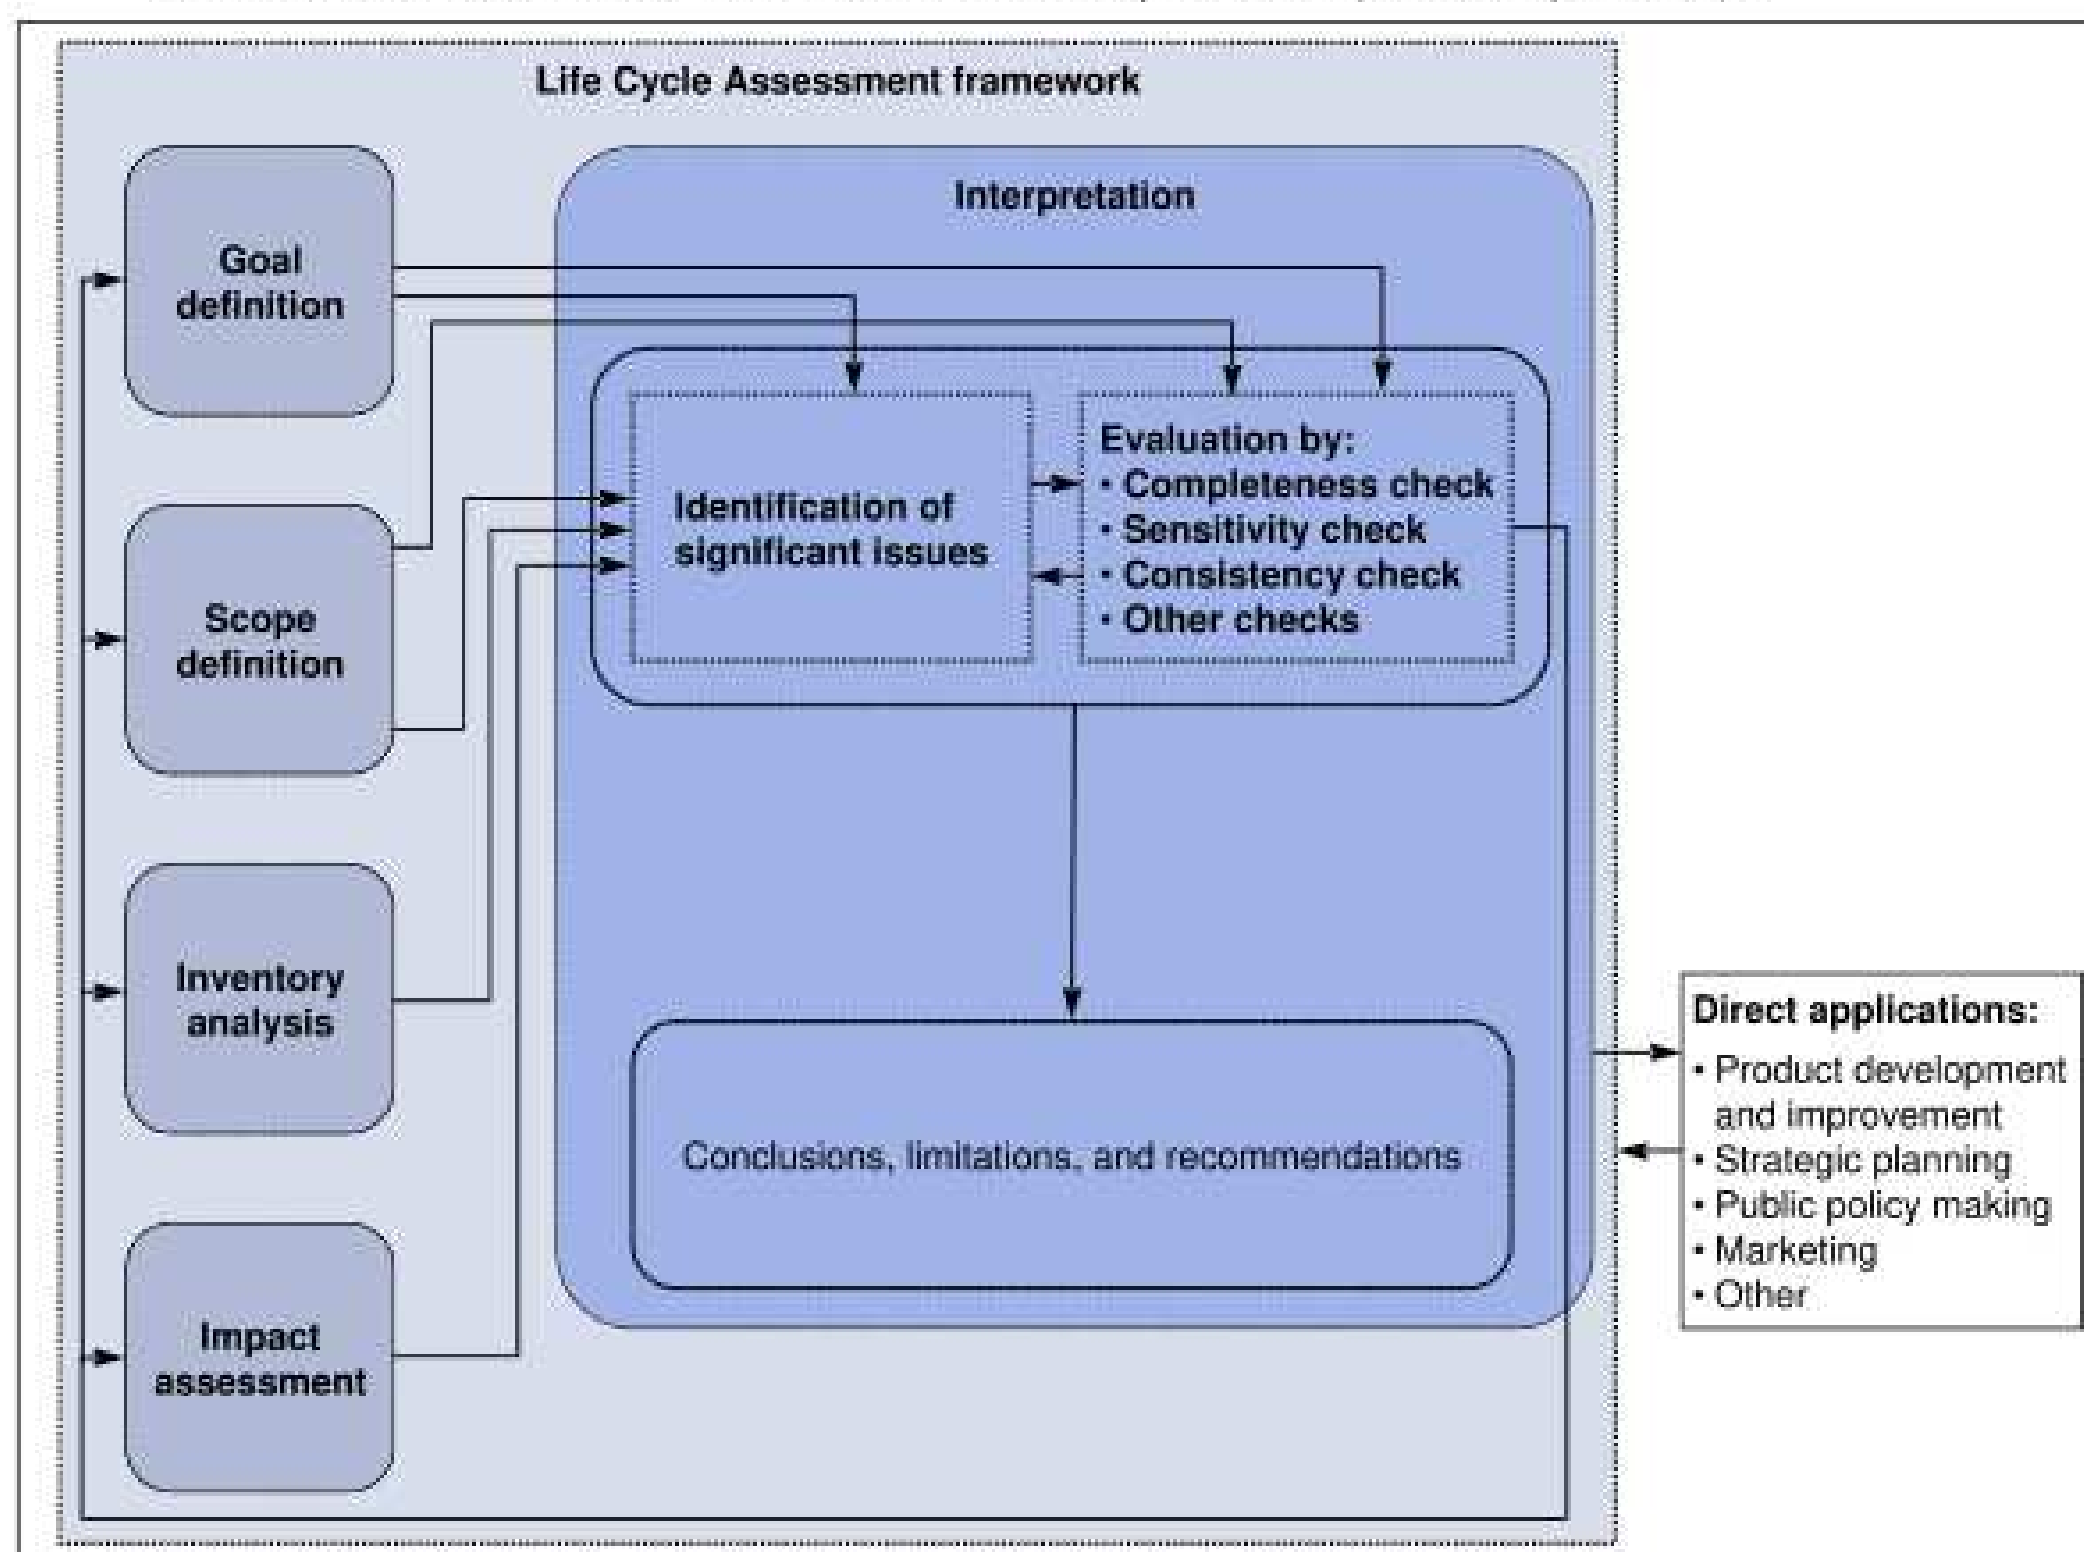 Life Cycle Assessment framework
Interpretation
Goal
definition
Scope
definition
Inventory
analysis
Impact
assessment
Identification of
significant issues
Evaluation by:
• Completeness check
• Sensitivity check
• Consistency check
• Other checks
Conclusions, limitations, and recommendations
Direct applications:
• Product development
and improvement
• Strategic planning
• Public policy making
• Marketing
• Other